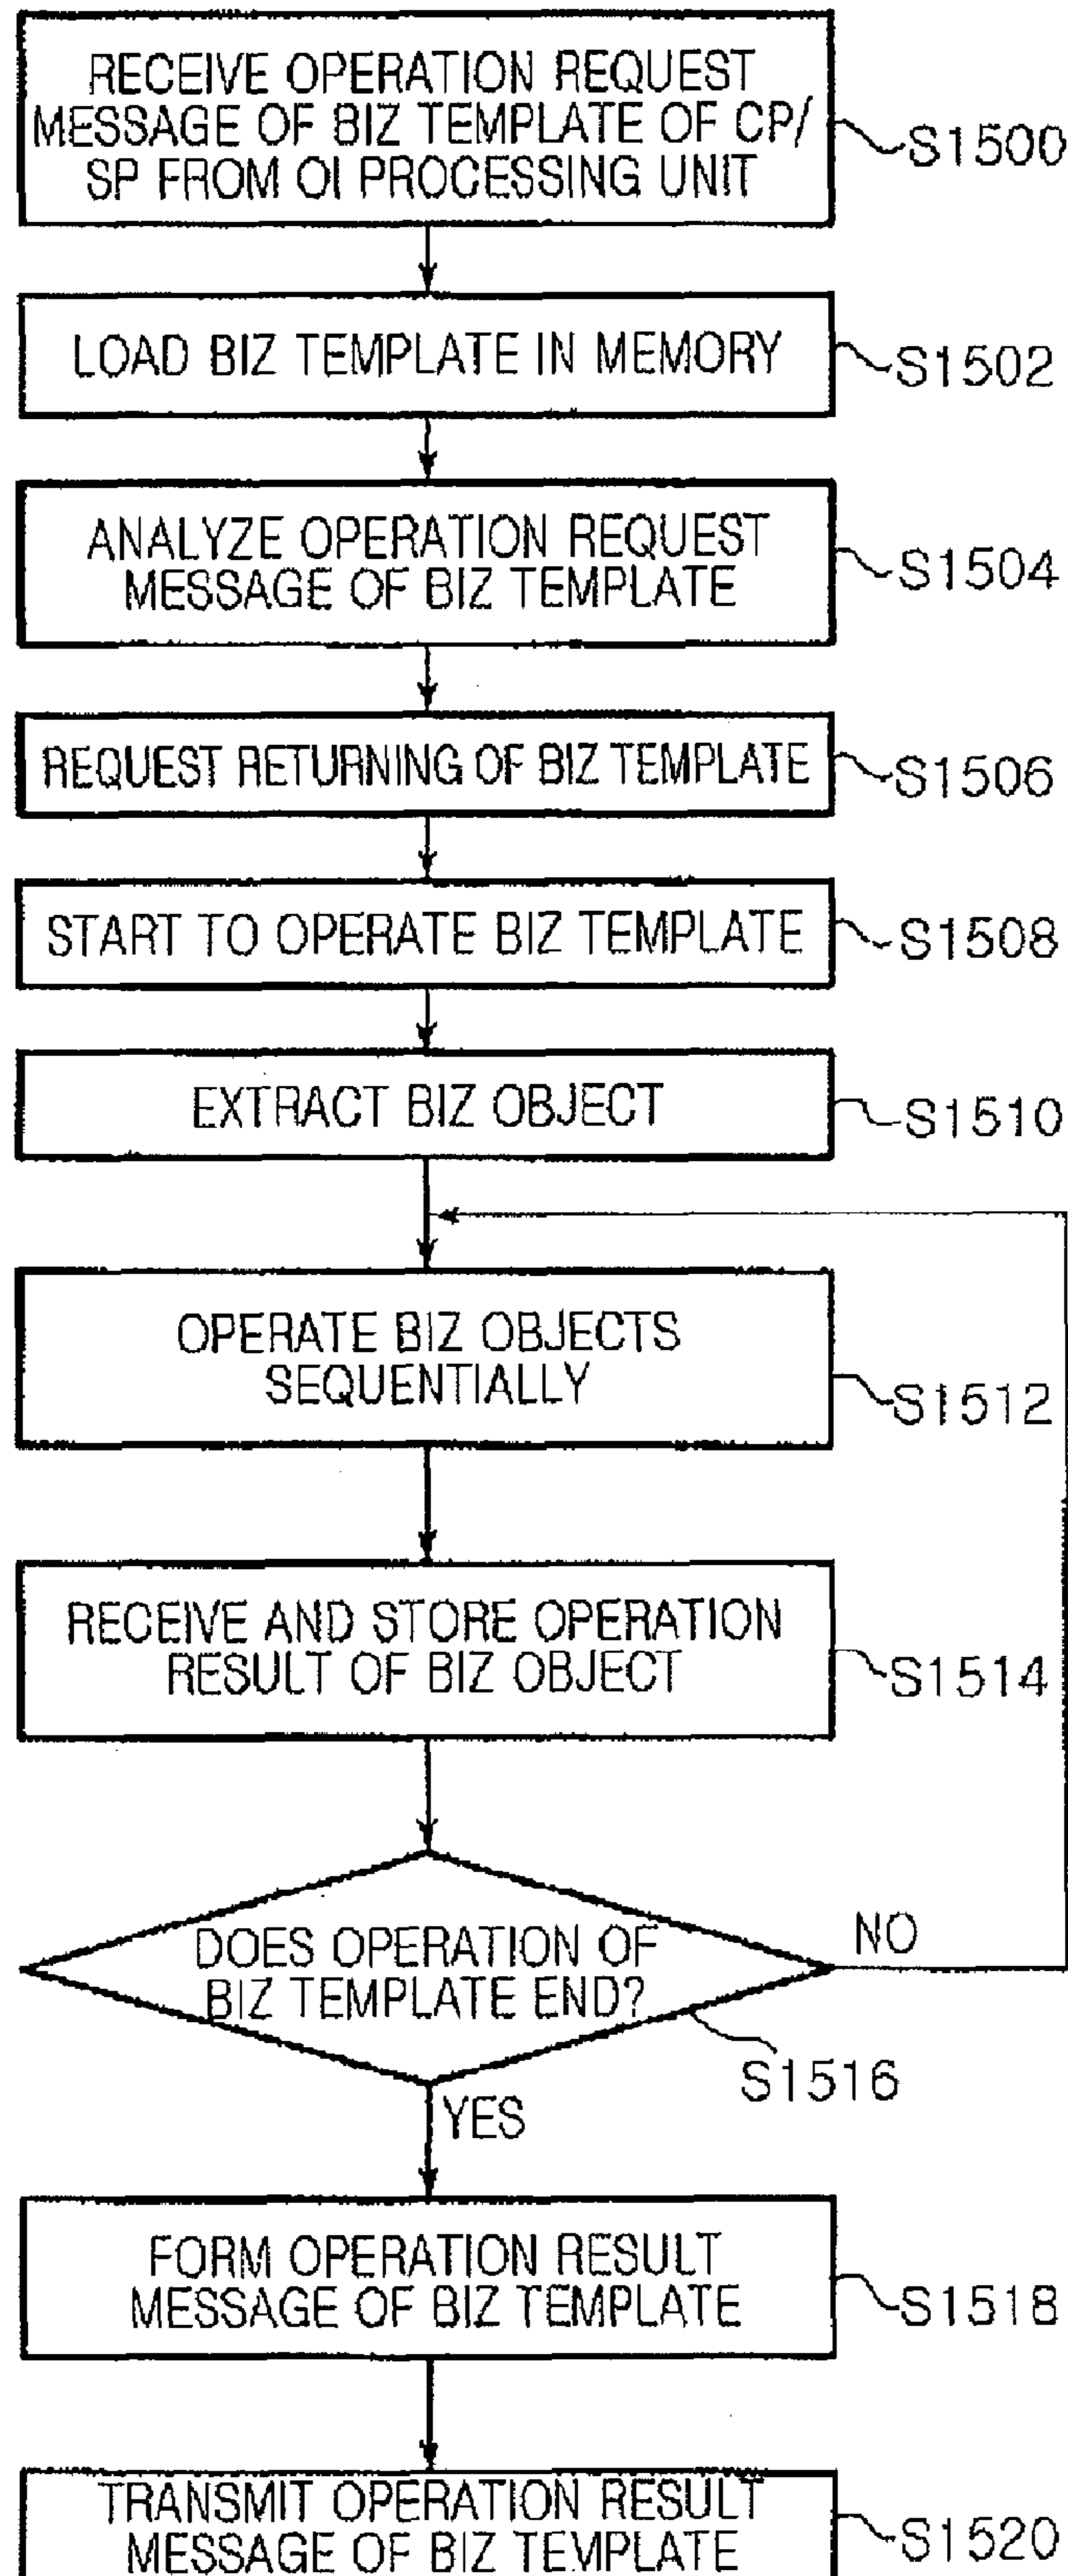 RECEIVE OPERATION REQUEST
MESSAGE OF BIZ TEMPLATE OF CP/
SP FROM OI PROCESSING UNIT
S1500
LOAD BIZ TEMPLATE IN MEMORY
S1502
ANALYZE OPERATION REQUEST
MESSAGE OF BIZ TEMPLATE
S1504
REQUEST RETURNING OF BIZ TEMPLATE
S1506
START TO OPERATE BIZ TEMPLATE
S1508
EXTRACT BIZ OBJECT
S1510
OPERATE BIZ OBJECTS
SEQUENTIALLY
S1512
RECEIVE AND STORE OPERATION
RESULT OF BIZ OBJECT
S1514
DOES OPERATION OF
BIZ TEMPLATE END?
NO
S1516
YES
FORM OPERATION RESULT
MESSAGE OF BIZ TEMPLATE
S1518
TRANSMIT OPERATION RESULT
MESSAGE OF BIZ TEMPLATE
S1520